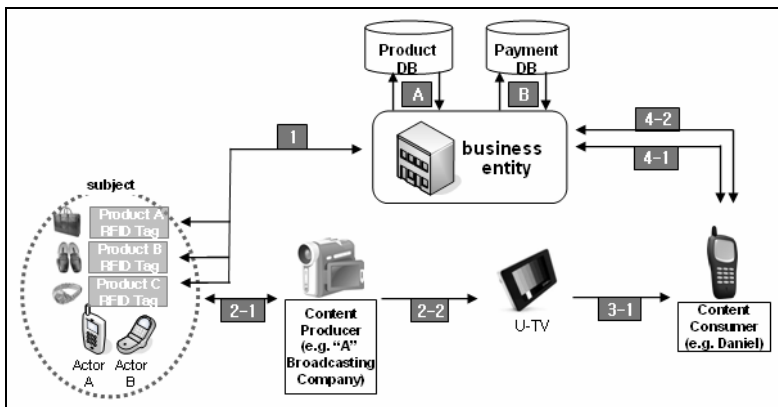 Product
DB
Payment
DB
A
B
1
4-2
4-1
business
entity
subject
Product A
RFID Tag
Product B
RFID Tag
Product C
RFID Tag
2-1
2-2
3-1
Content
Producer
(e.g. "A"
Broadcasting
Company)
U-TV
Content
Consumer
(e.g. Daniel)
Actor
A
Actor
B